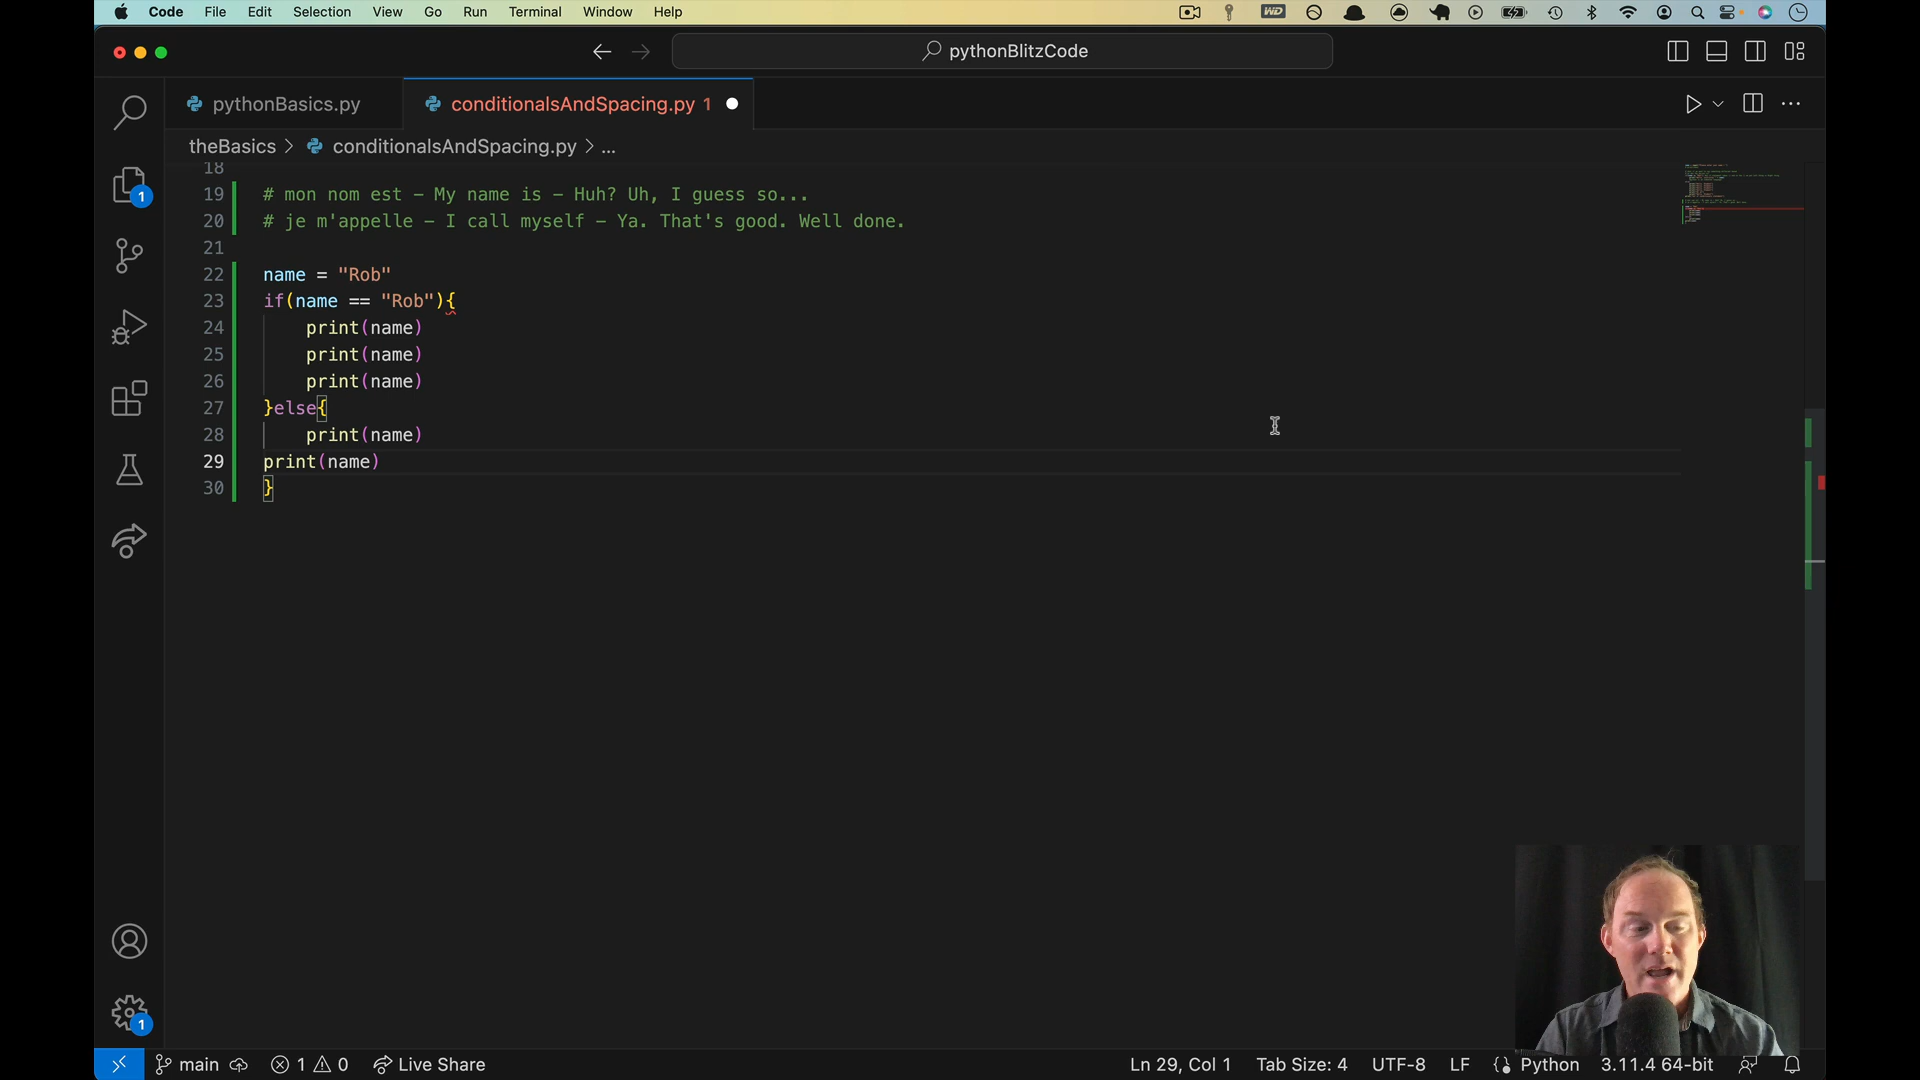 Code File Edit Selection View Go Run Terminal Window Help
WD
pythonBlitzCode
pythonBasics.py conditionalsAndSpacing.py 1
theBasics > conditionalsAndSpacing.py > ...
18
19 # mon nom est – My name is – Huh? Uh, I guess so...
20 # je m'appelle – I call myself – Ya. That's good. Well done.
21
22 name = "Rob"
23 if(name == "Rob"){
24 print(name)
25 print(name)
26 print(name)
27 }else{
28 print(name)
29 print(name)
30 }
1
1
main 1 0 Live Share Ln 29, Col 1 Tab Size: 4 UTF-8 LF Python 3.11.4 64-bit